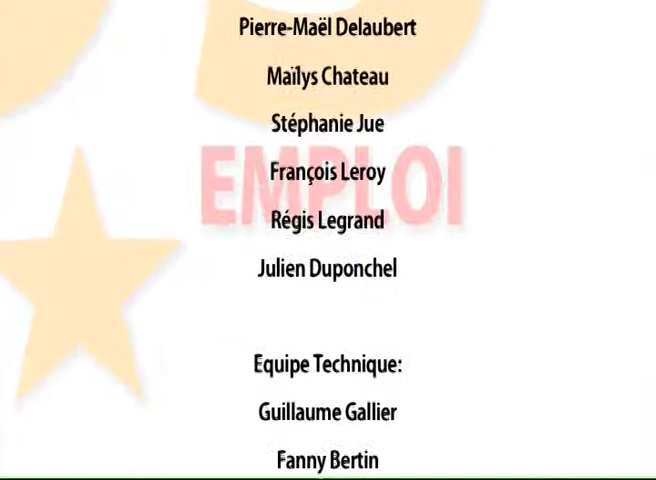 Pierre-Maël Delaubert
Maïlys Chateau
Stéphanie Jue
EMPLOI
François Leroy
Régis Legrand
Julien Duponchel
Equipe Technique:
Guillaume Gallier
Fanny Bertin